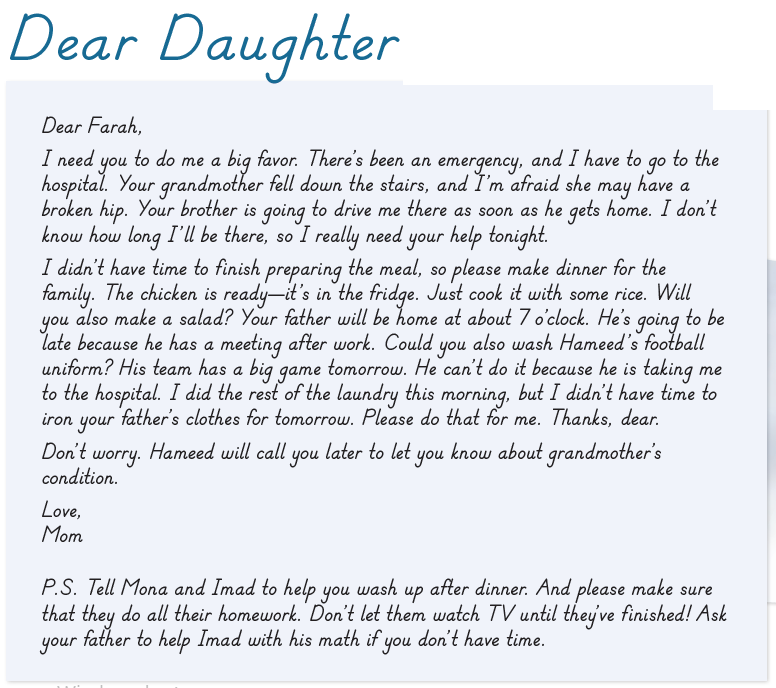 Dear Daughter
Dear Farah,
I need you to do me a big favor. There's been an emergency, and I have to go to the
hospital. Your grandmother fell down the stairs, and I'm afraid she may have a
broken hip. Your brother is going to drive me there as soon as he gets home. I don't
know how long I'll be there, so I really need your help tonight.
I didn't have time to finish preparing the meal, so please make dinner for the
family. The chicken is ready—it's in the fridge. Just cook it with some rice. Will
you also make a salad? Your father will be home at about 7 o'clock. He's going to be
late because he has a meeting after work. Could you also wash Hameed's football
uniform? His team has a big game tomorrow. He can't do it because he is taking me
to the hospital. I did the rest of the laundry this morning, but I didn't have time to
iron your father's clothes for tomorrow. Please do that for me. Thanks, dear.
Don't worry. Hameed will call you later to let you know about grandmother's
condition.
Love,
Mom
P.S. Tell Mona and Imad to help you wash up after dinner. And please make sure
that they do all their homework. Don't let them watch TV until they've finished! Ask
your father to help Imad with his math if you don't have time.